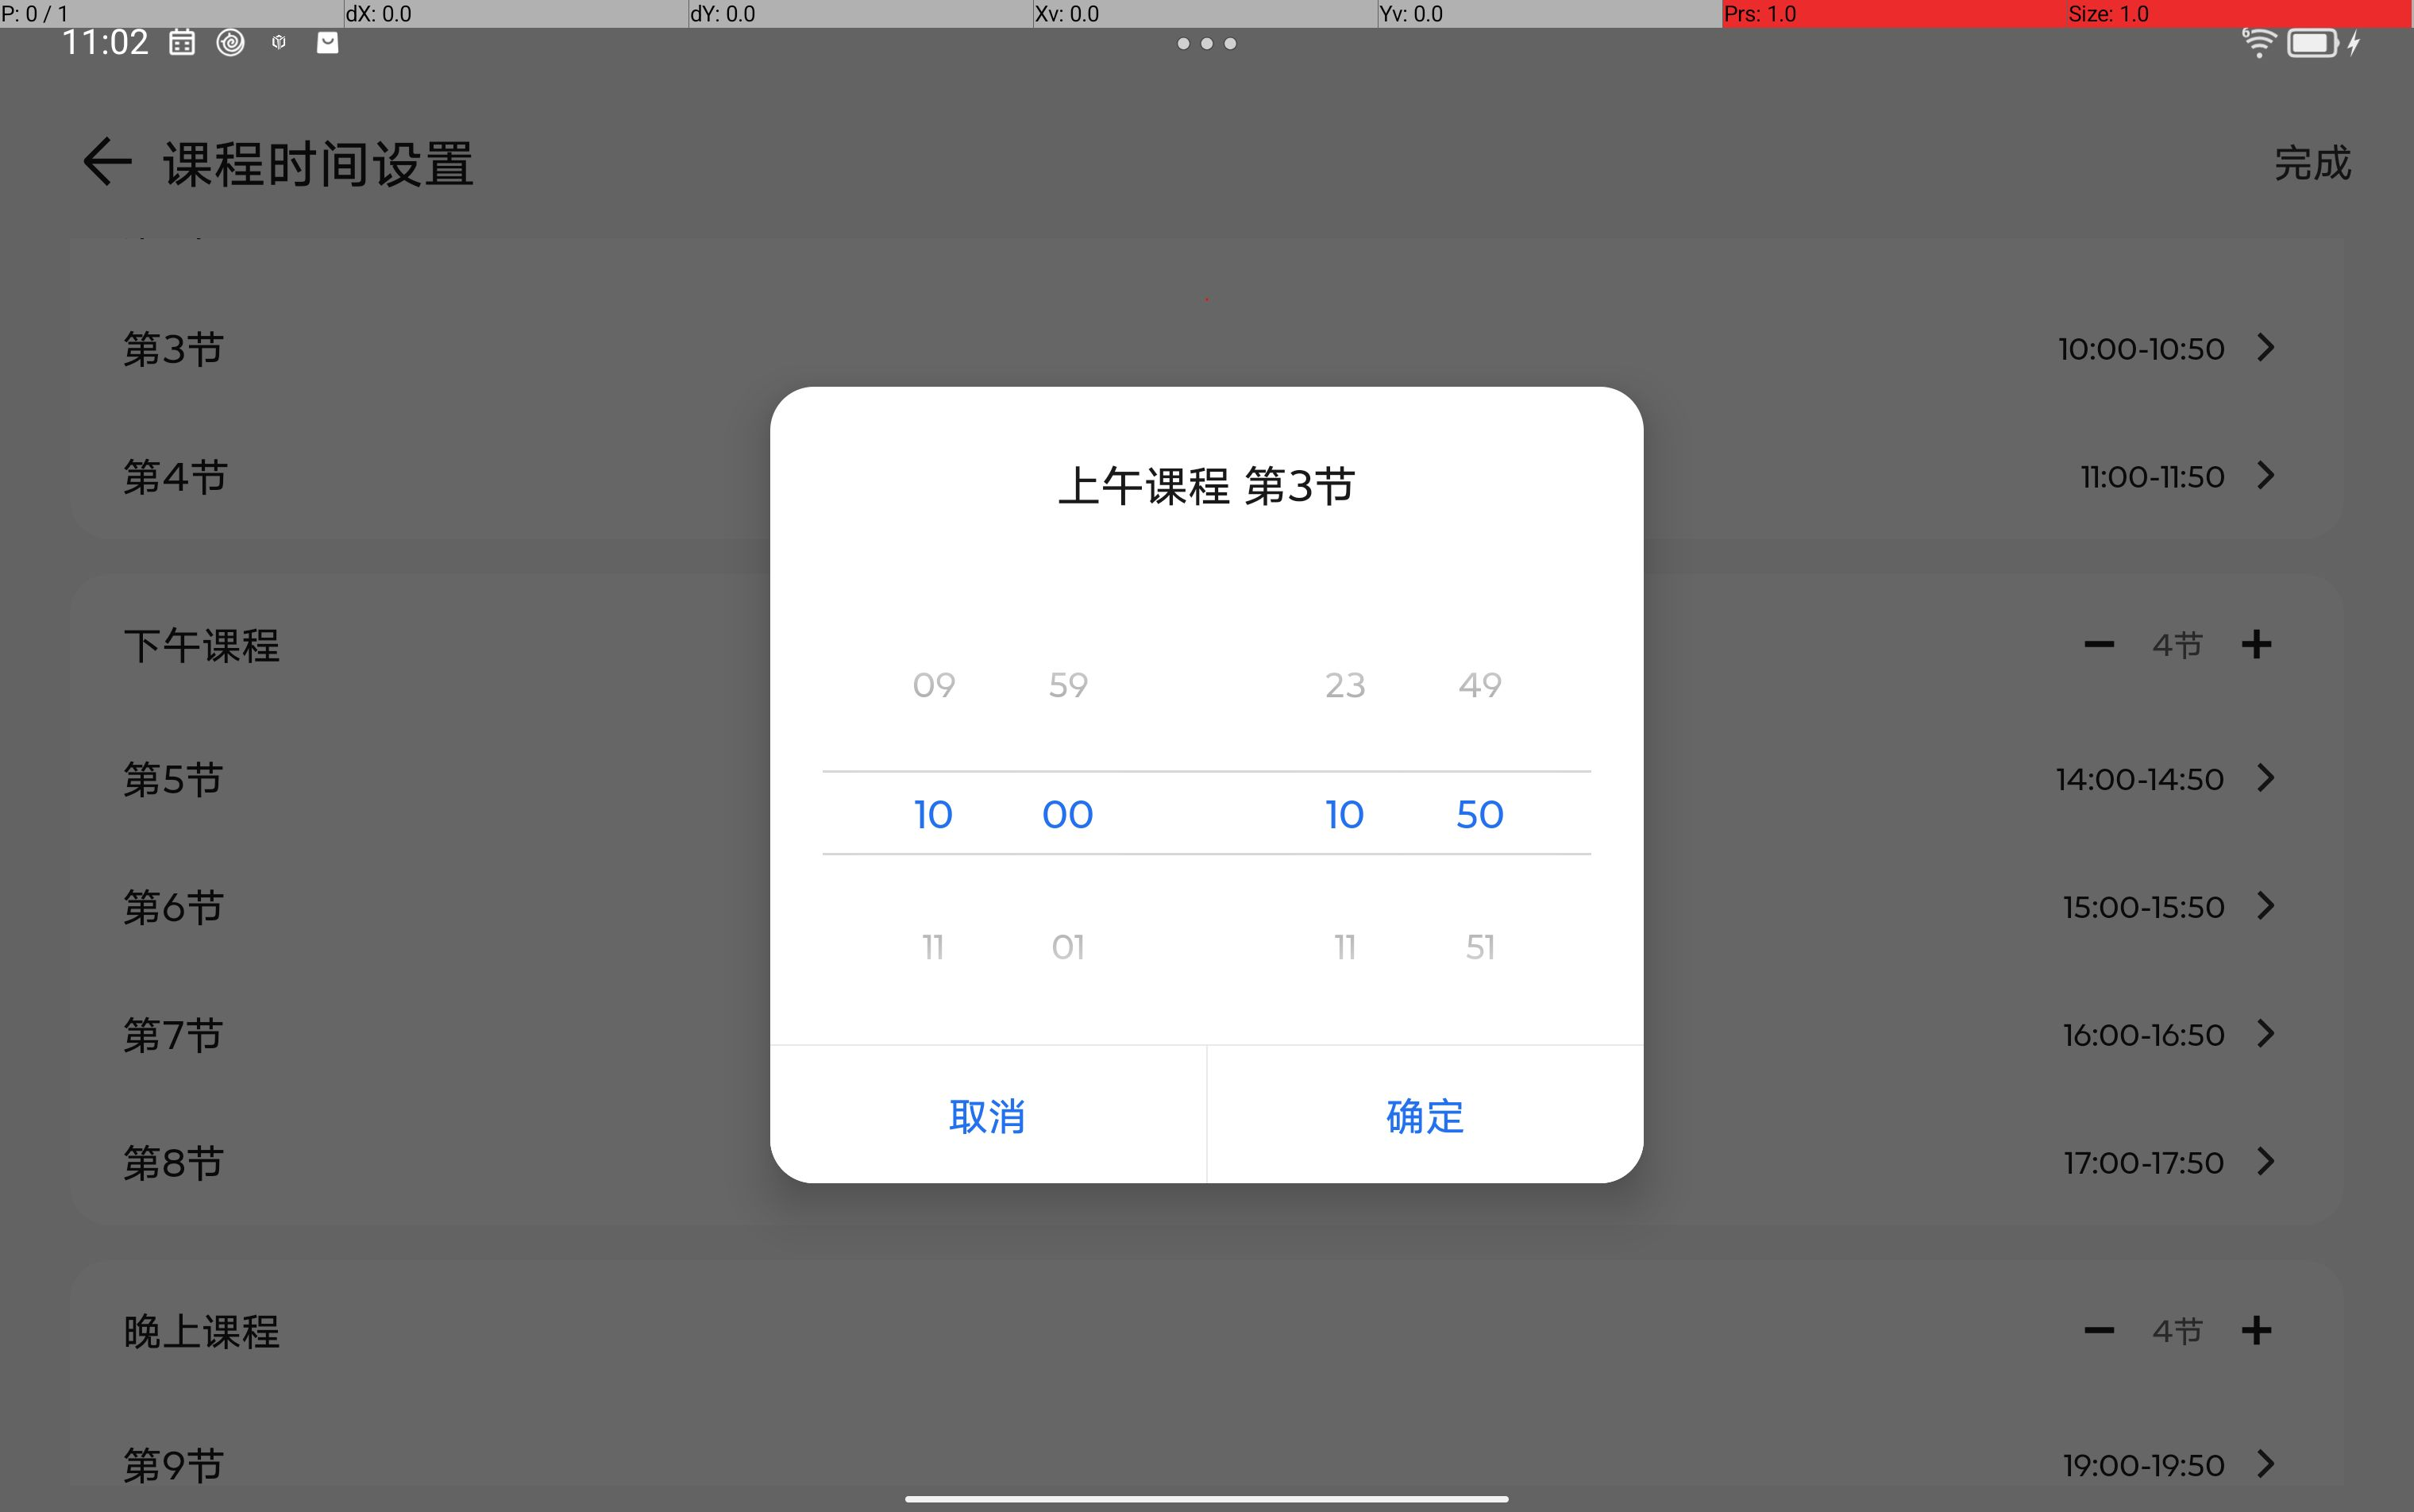 P: 0 / 1 dX: 0.0 dY: 0.0 Xv: 0.0 Yv: 0.0 Prs: 1.0 Size: 1.0
11:02 6
课程时间设置 完成
第3节 10:00-10:50
第4节 11:00-11:50
上午课程 第3节
下午课程 4节
09 59 23 49
第5节 14:00-14:50
10 00 10 50
第6节 15:00-15:50
11 01 11 51
第7节 16:00-16:50
取消 确定
第8节 17:00-17:50
晚上课程 4节
第9节 19:00-19:50